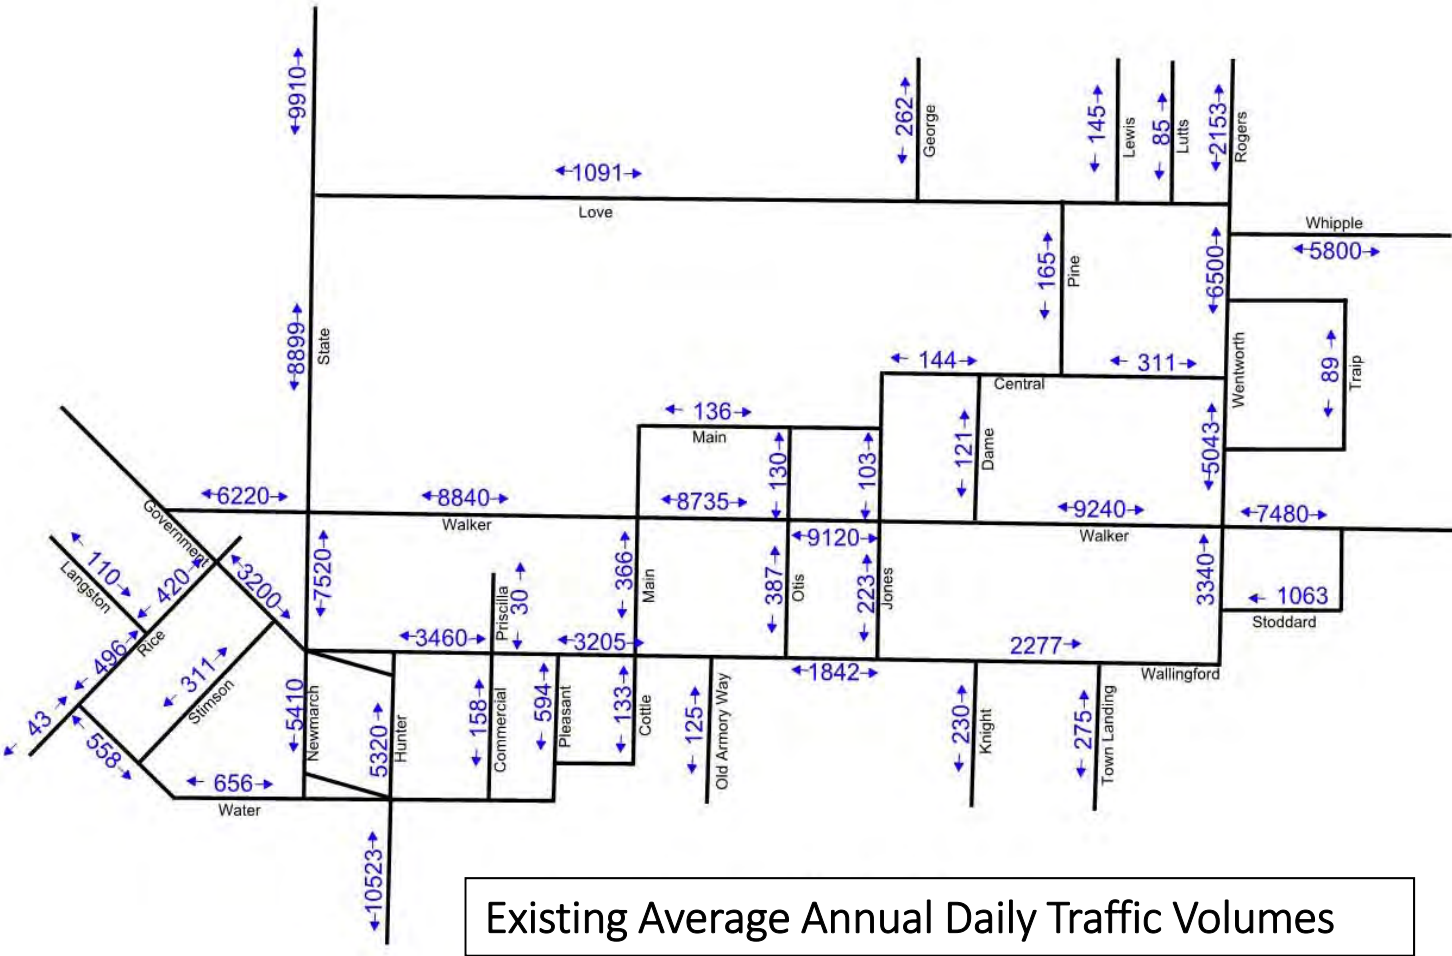 9910
262
George
145
Lewis
85
Lutts
2153
Rogers
1091
Love
Whipple
5800
165
Pine
6500
8899
State
144
Central
311
Wentworth
89
Traip
136
Main
130
103
121
Dame
5043
6220
8840
Walker
8735
9120
9240
Walker
7480
Government
110
Langston
420
3200
7520
366
Main
387
Otis
223
Jones
3340
1063
Stoddard
496
Rice
3460
Priscilla
30
3205
1842
2277
Wallingford
43
558
311
Stimson
5410
Newmarch
5320
Hunter
158
Commercial
594
Pleasant
133
Cottle
125
Old Armory Way
230
Knight
275
Town Landing
656
Water
10523
Existing Average Annual Daily Traffic Volumes